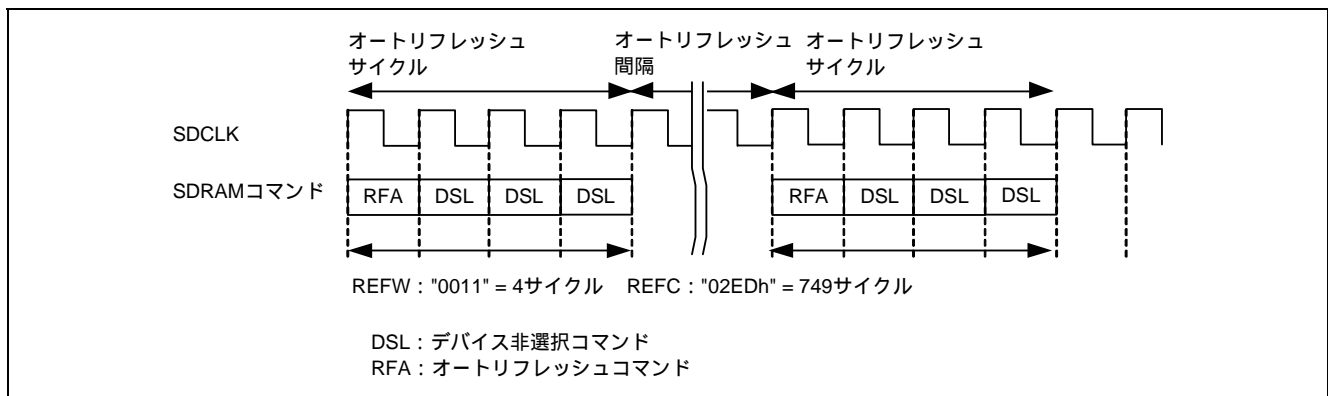 オートリフレッシュ
サイクル
オートリフレッシュ
間隔
オートリフレッシュ
サイクル
SDCLK
SDRAMコマンド
RFA DSL DSL DSL RFA DSL DSL DSL
REFW："0011" = 4サイクル REFC："02EDh" = 749サイクル
DSL：デバイス非選択コマンド
RFA：オートリフレッシュコマンド